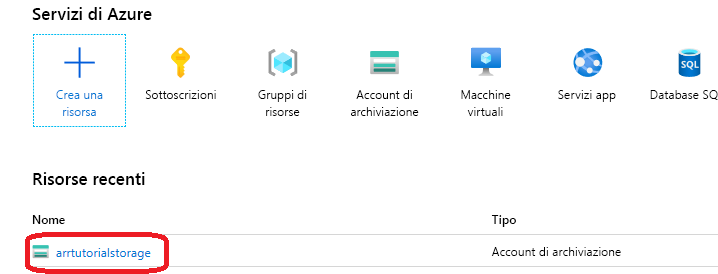 Servizi di Azure
Crea una risorsa
Sottoscrizioni
Gruppi di risorse
Account di archiviazione
Macchine virtuali
Servizi app
SQL
Database SQ
Risorse recenti
Nome Tipo
arrtutorialstorage Account di archiviazione